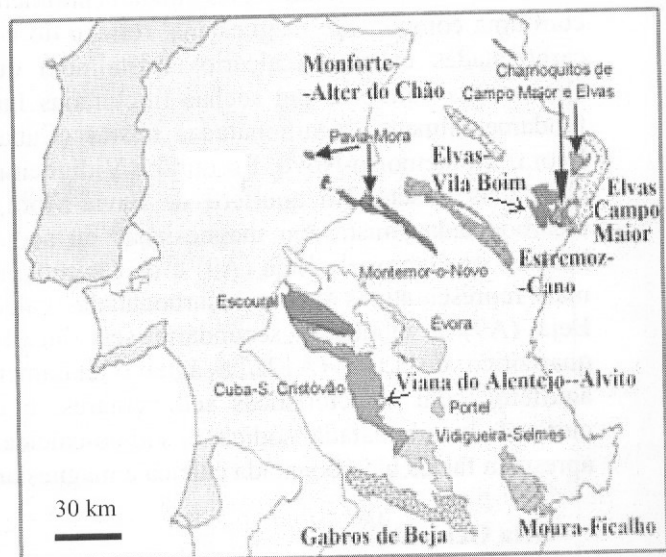 Monforte-
-Alter do Chão
Charnoquitos de
Campo Maior e Elvas
Pavia-Mora
Elvas-
Vila Boim
Elvas
Campo
Maior
Estremoz-
-Cano
Montemor-o-Novo
Escoural
Évora
Cuba-S. Cristóvão
Viana do Alentejo--Alvito
Portel
Vidigueira-Selmes
30 km
Gabros de Beja
Moura-Ficalho